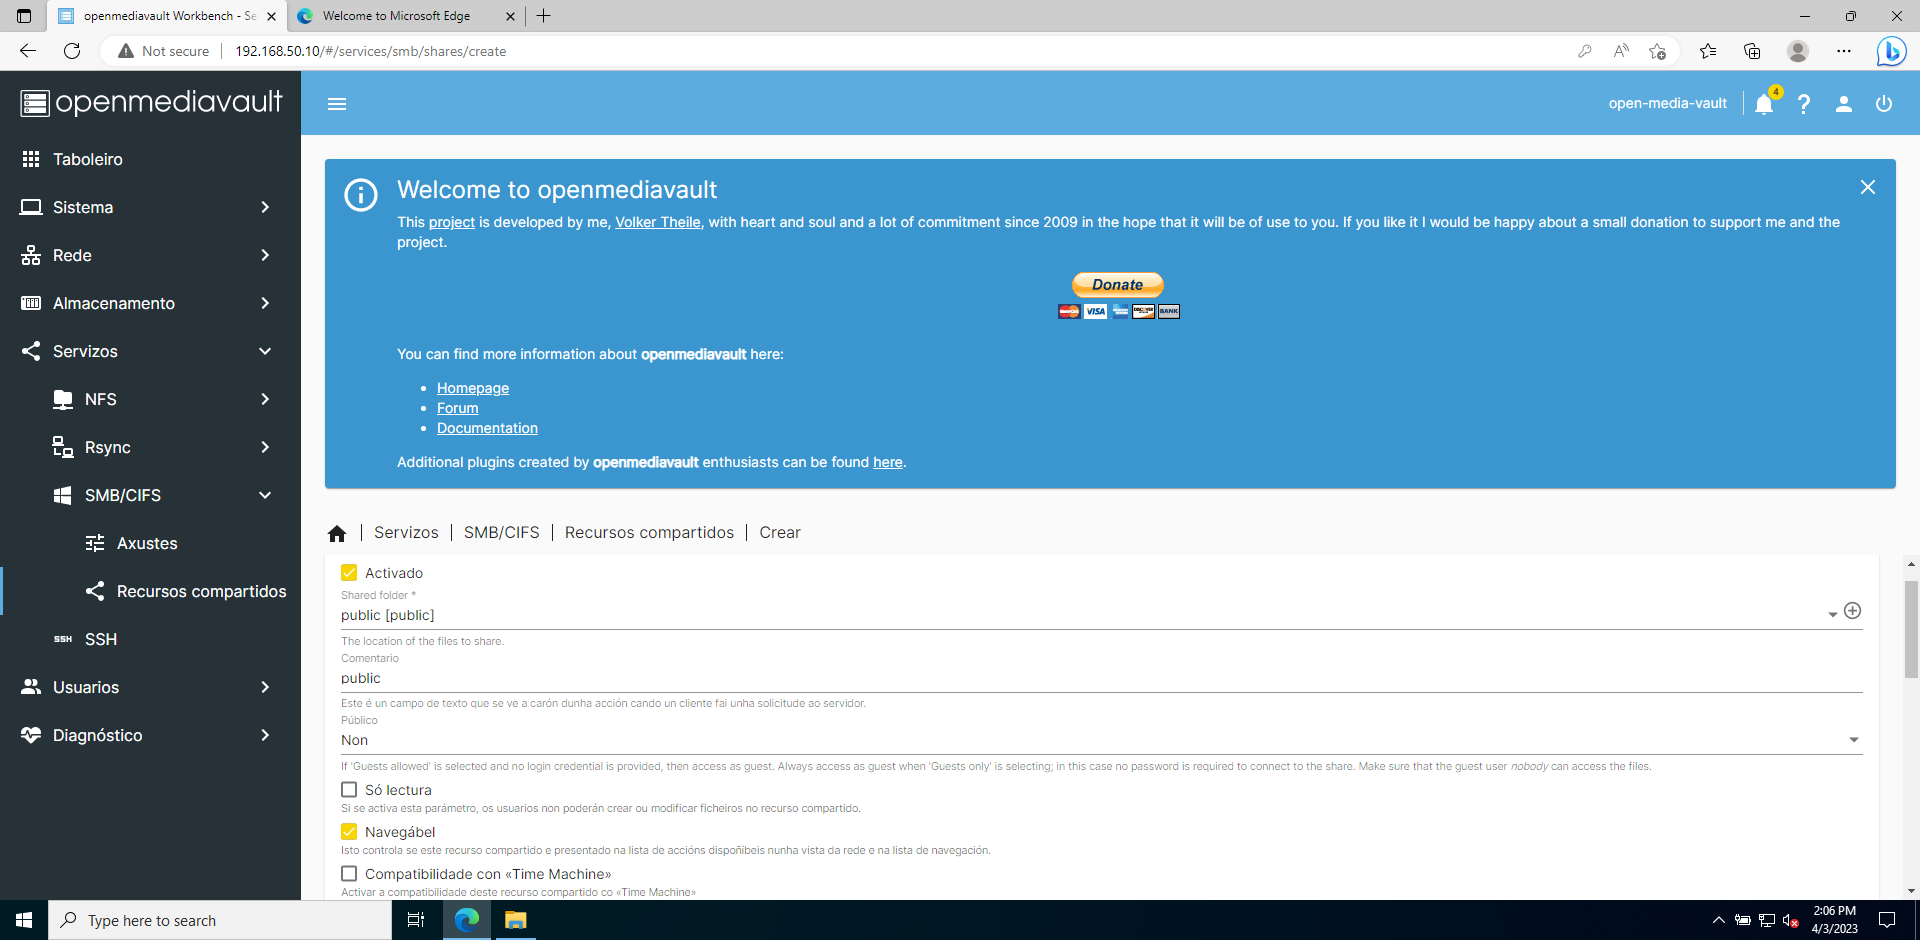 openmediavault Workbench - Se
Welcome to Microsoft Edge
Not secure
192.168.50.10/#/services/smb/shares/create
openmediavault
open-media-vault
4
Taboleiro
Sistema
Rede
Almacenamento
Servizos
NFS
Rsync
SMB/CIFS
Axustes
Recursos compartidos
SSH SSH
Usuarios
Diagnóstico
Welcome to openmediavault
This project is developed by me, Volker Theile, with heart and soul and a lot of commitment since 2009 in the hope that it will be of use to you. If you like it I would be happy about a small donation to support me and the
project.
Donate
VISA
BANK
You can find more information about openmediavault here:
• Homepage
• Forum
• Documentation
Additional plugins created by openmediavault enthusiasts can be found here.
Servizos | SMB/CIFS | Recursos compartidos | Crear
Activado
Shared folder *
public [public]
The location of the files to share.
Comentario
public
Este é un campo de texto que se ve a carón dunha acción cando un cliente fai unha solicitude ao servidor.
Público
Non
If 'Guests allowed' is selected and no login credential is provided, then access as guest. Always access as guest when 'Guests only' is selecting; in this case no password is required to connect to the share. Make sure that the guest user nobody can access the files.
Só lectura
Si se activa esta parámetro, os usuarios non poderán crear ou modificar ficheiros no recurso compartido.
Navegábel
Isto controla se este recurso compartido e presentado na lista de accións dispoñíbeis nunha vista da rede e na lista de navegación.
Compatibilidade con «Time Machine»
Activar a compatibilidade deste recurso compartido co «Time Machine»
Type here to search
2:06 PM
4/3/2023